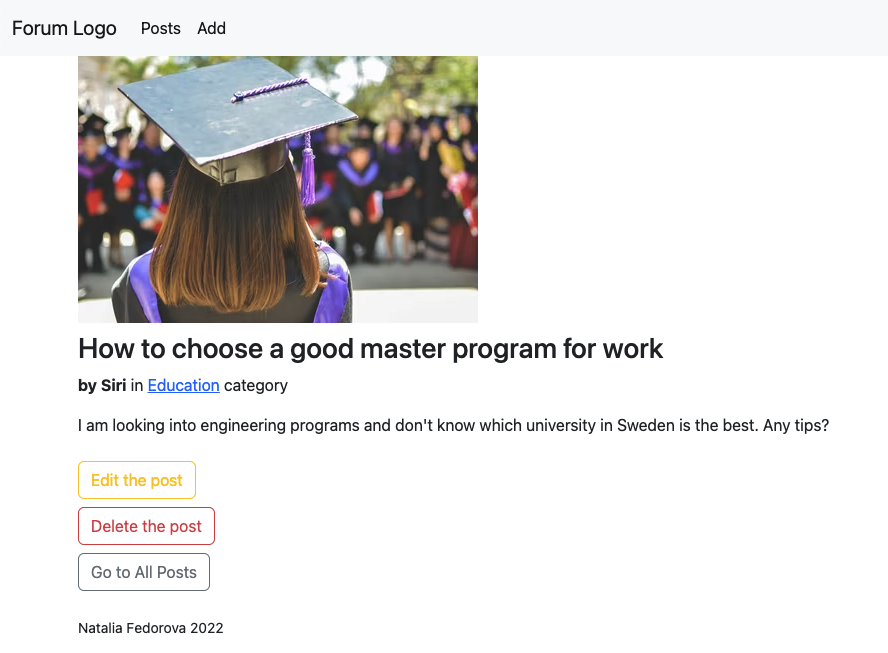 Forum Logo Posts Add
How to choose a good master program for work
by Siri in Education category
I am looking into engineering programs and don't know which university in Sweden is the best. Any tips?
Edit the post
Delete the post
Go to All Posts
Natalia Fedorova 2022